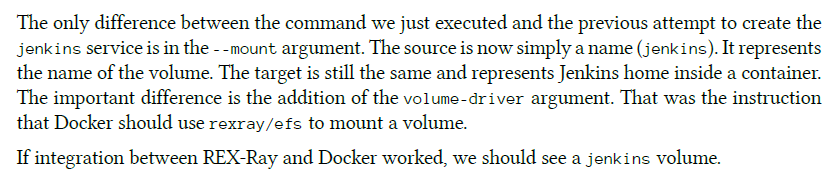 The only difference between the command we just executed and the previous attempt to create the
jenkins service is in the --mount argument. The source is now simply a name (jenkins). It represents
the name of the volume. The target is still the same and represents Jenkins home inside a container.
The important difference is the addition of the volume-driver argument. That was the instruction
that Docker should use rexray/efs to mount a volume.
If integration between REX-Ray and Docker worked, we should see a jenkins volume.